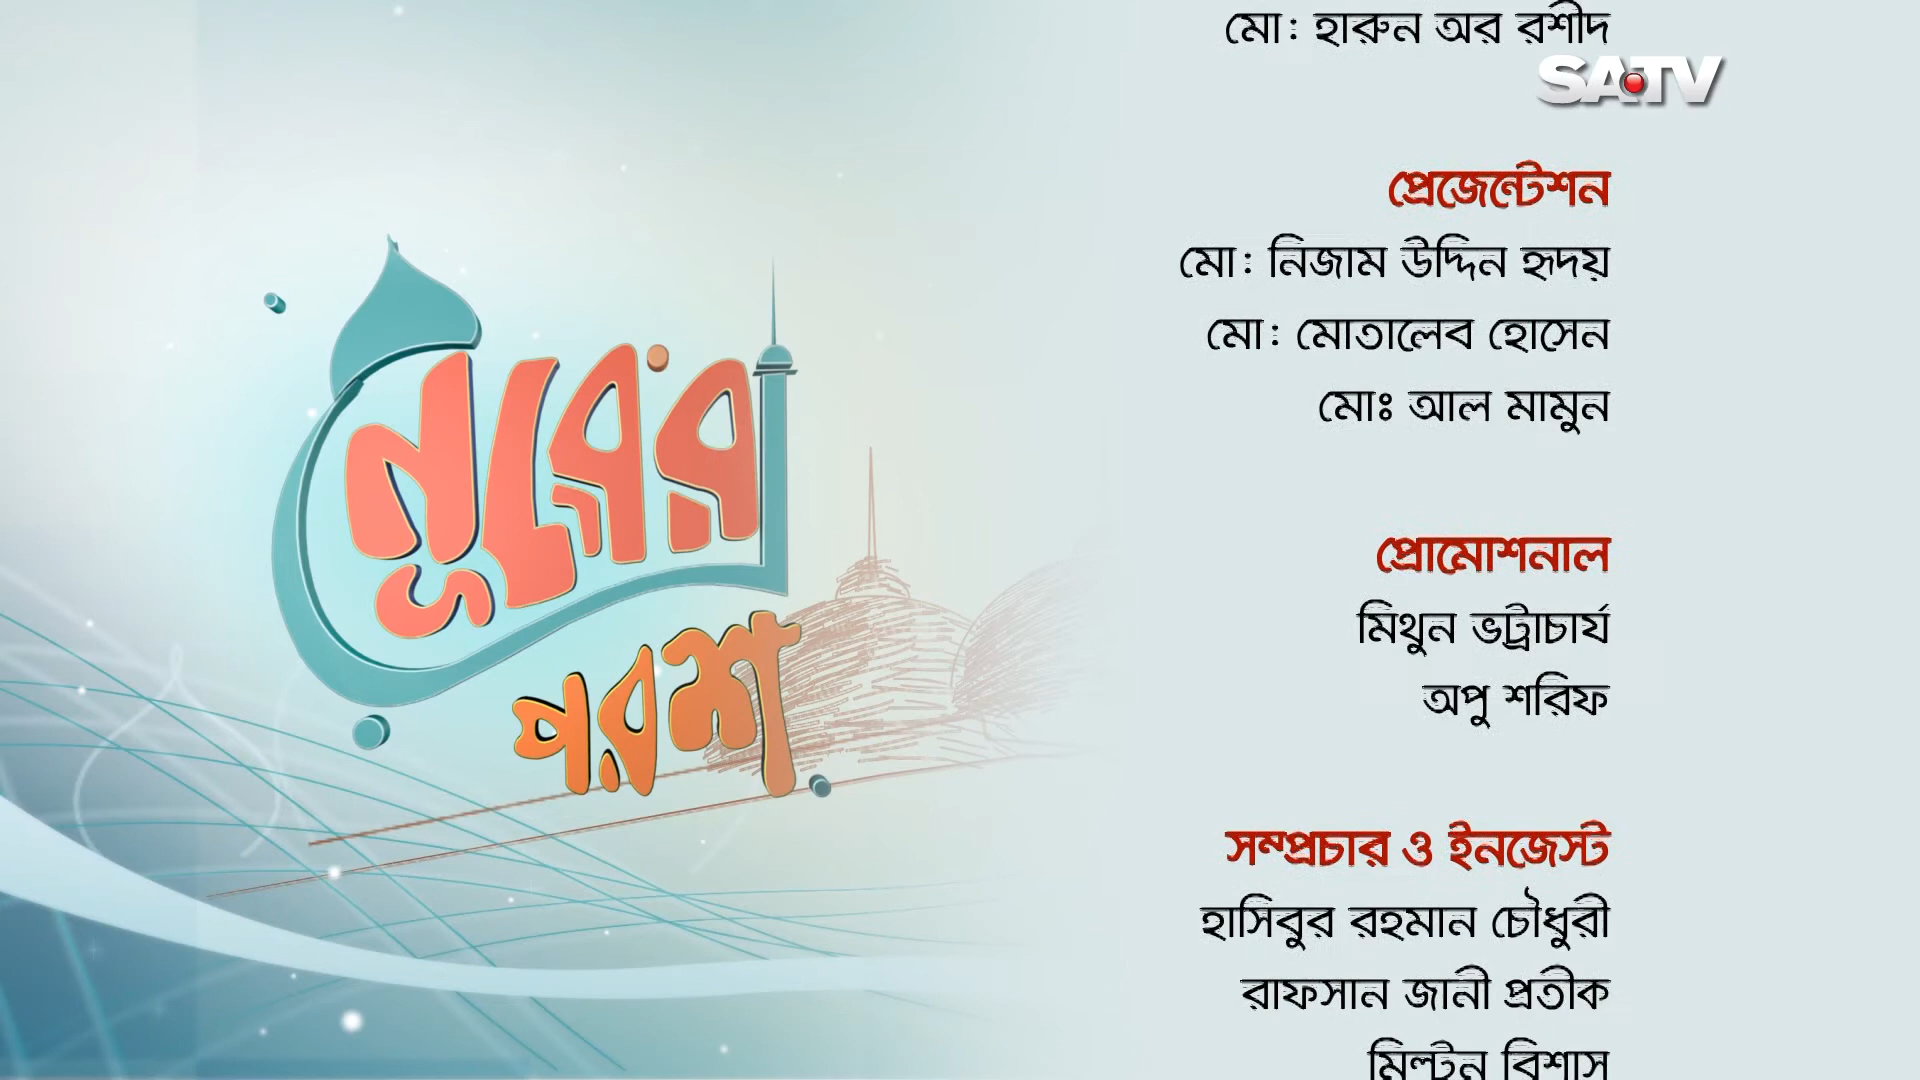 মো: হারুন অর রশীদ
SATV
প্রেজেন্টেশন
মো: নিজাম উদ্দিন হৃদয়
মো: মোতালেব হোসেন
মোঃ আল মামুন
নূরের
পরশ
প্রোমোশনাল
মিথুন ভট্রাচার্য
অপু শরিফ
সম্প্রচার ও ইনজেস্ট
হাসিবুর রহমান চৌধুরী
রাফসান জানী প্রতীক
মিল্টন বিশ্বাস